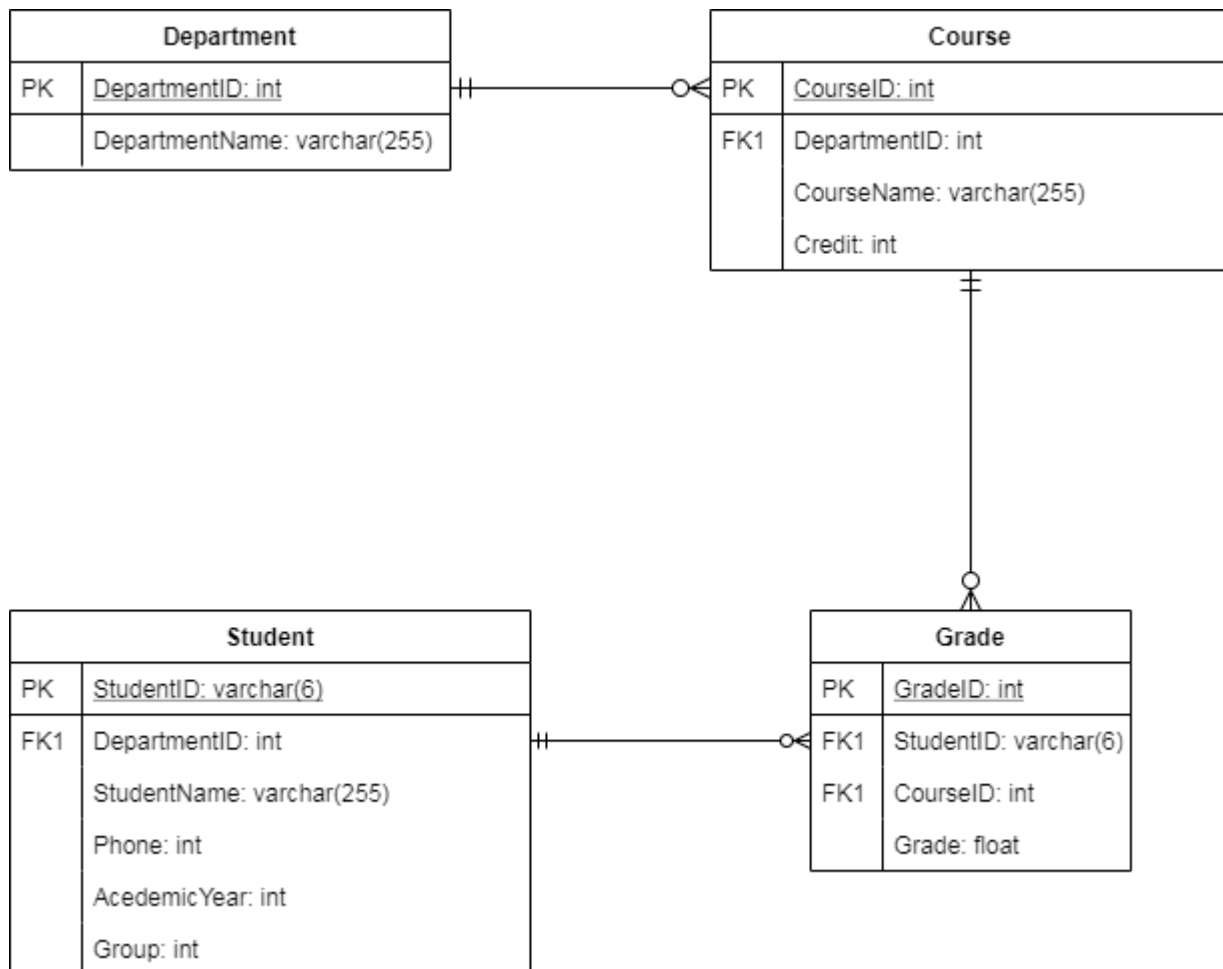 Department
PK DepartmentID: int
DepartmentName: varchar(255)
Course
PK CourseID: int
FK1 DepartmentID: int
CourseName: varchar(255)
Credit: int
Student
PK StudentID: varchar(6)
FK1 DepartmentID: int
StudentName: varchar(255)
Phone: int
AcedemicYear: int
Group: int
Grade
PK GradeID: int
FK1 StudentID: varchar(6)
FK1 CourseID: int
Grade: float